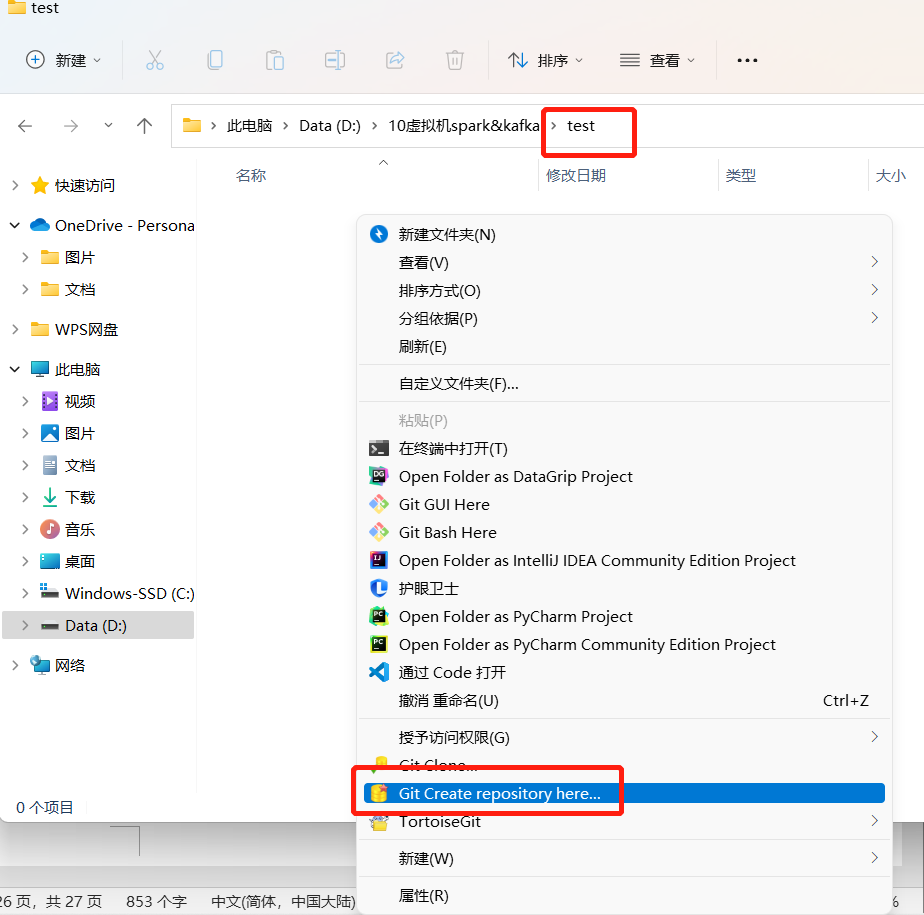 test
新建 排序 查看
此电脑 Data (D:) 10虚拟机spark&kafka test
名称 修改日期 类型 大小
快速访问
OneDrive - Persona
图片
文档
WPS网盘
此电脑
视频
图片
文档
下载
音乐
桌面
Windows-SSD (C:)
Data (D:)
网络
新建文件夹(N)
查看(V)
排序方式(O)
分组依据(P)
刷新(E)
自定义文件夹(F)...
粘贴(P)
在终端中打开(T)
Open Folder as DataGrip Project
Git GUI Here
Git Bash Here
Open Folder as IntelliJ IDEA Community Edition Project
护眼卫士
Open Folder as PyCharm Project
Open Folder as PyCharm Community Edition Project
通过 Code 打开
撤消 重命名(U) Ctrl+Z
授予访问权限(G)
Git Clone...
Git Create repository here...
TortoiseGit
新建(W)
属性(R)
0 个项目
26 页，共 27 页 853 个字 中文(简体，中国大陆) %